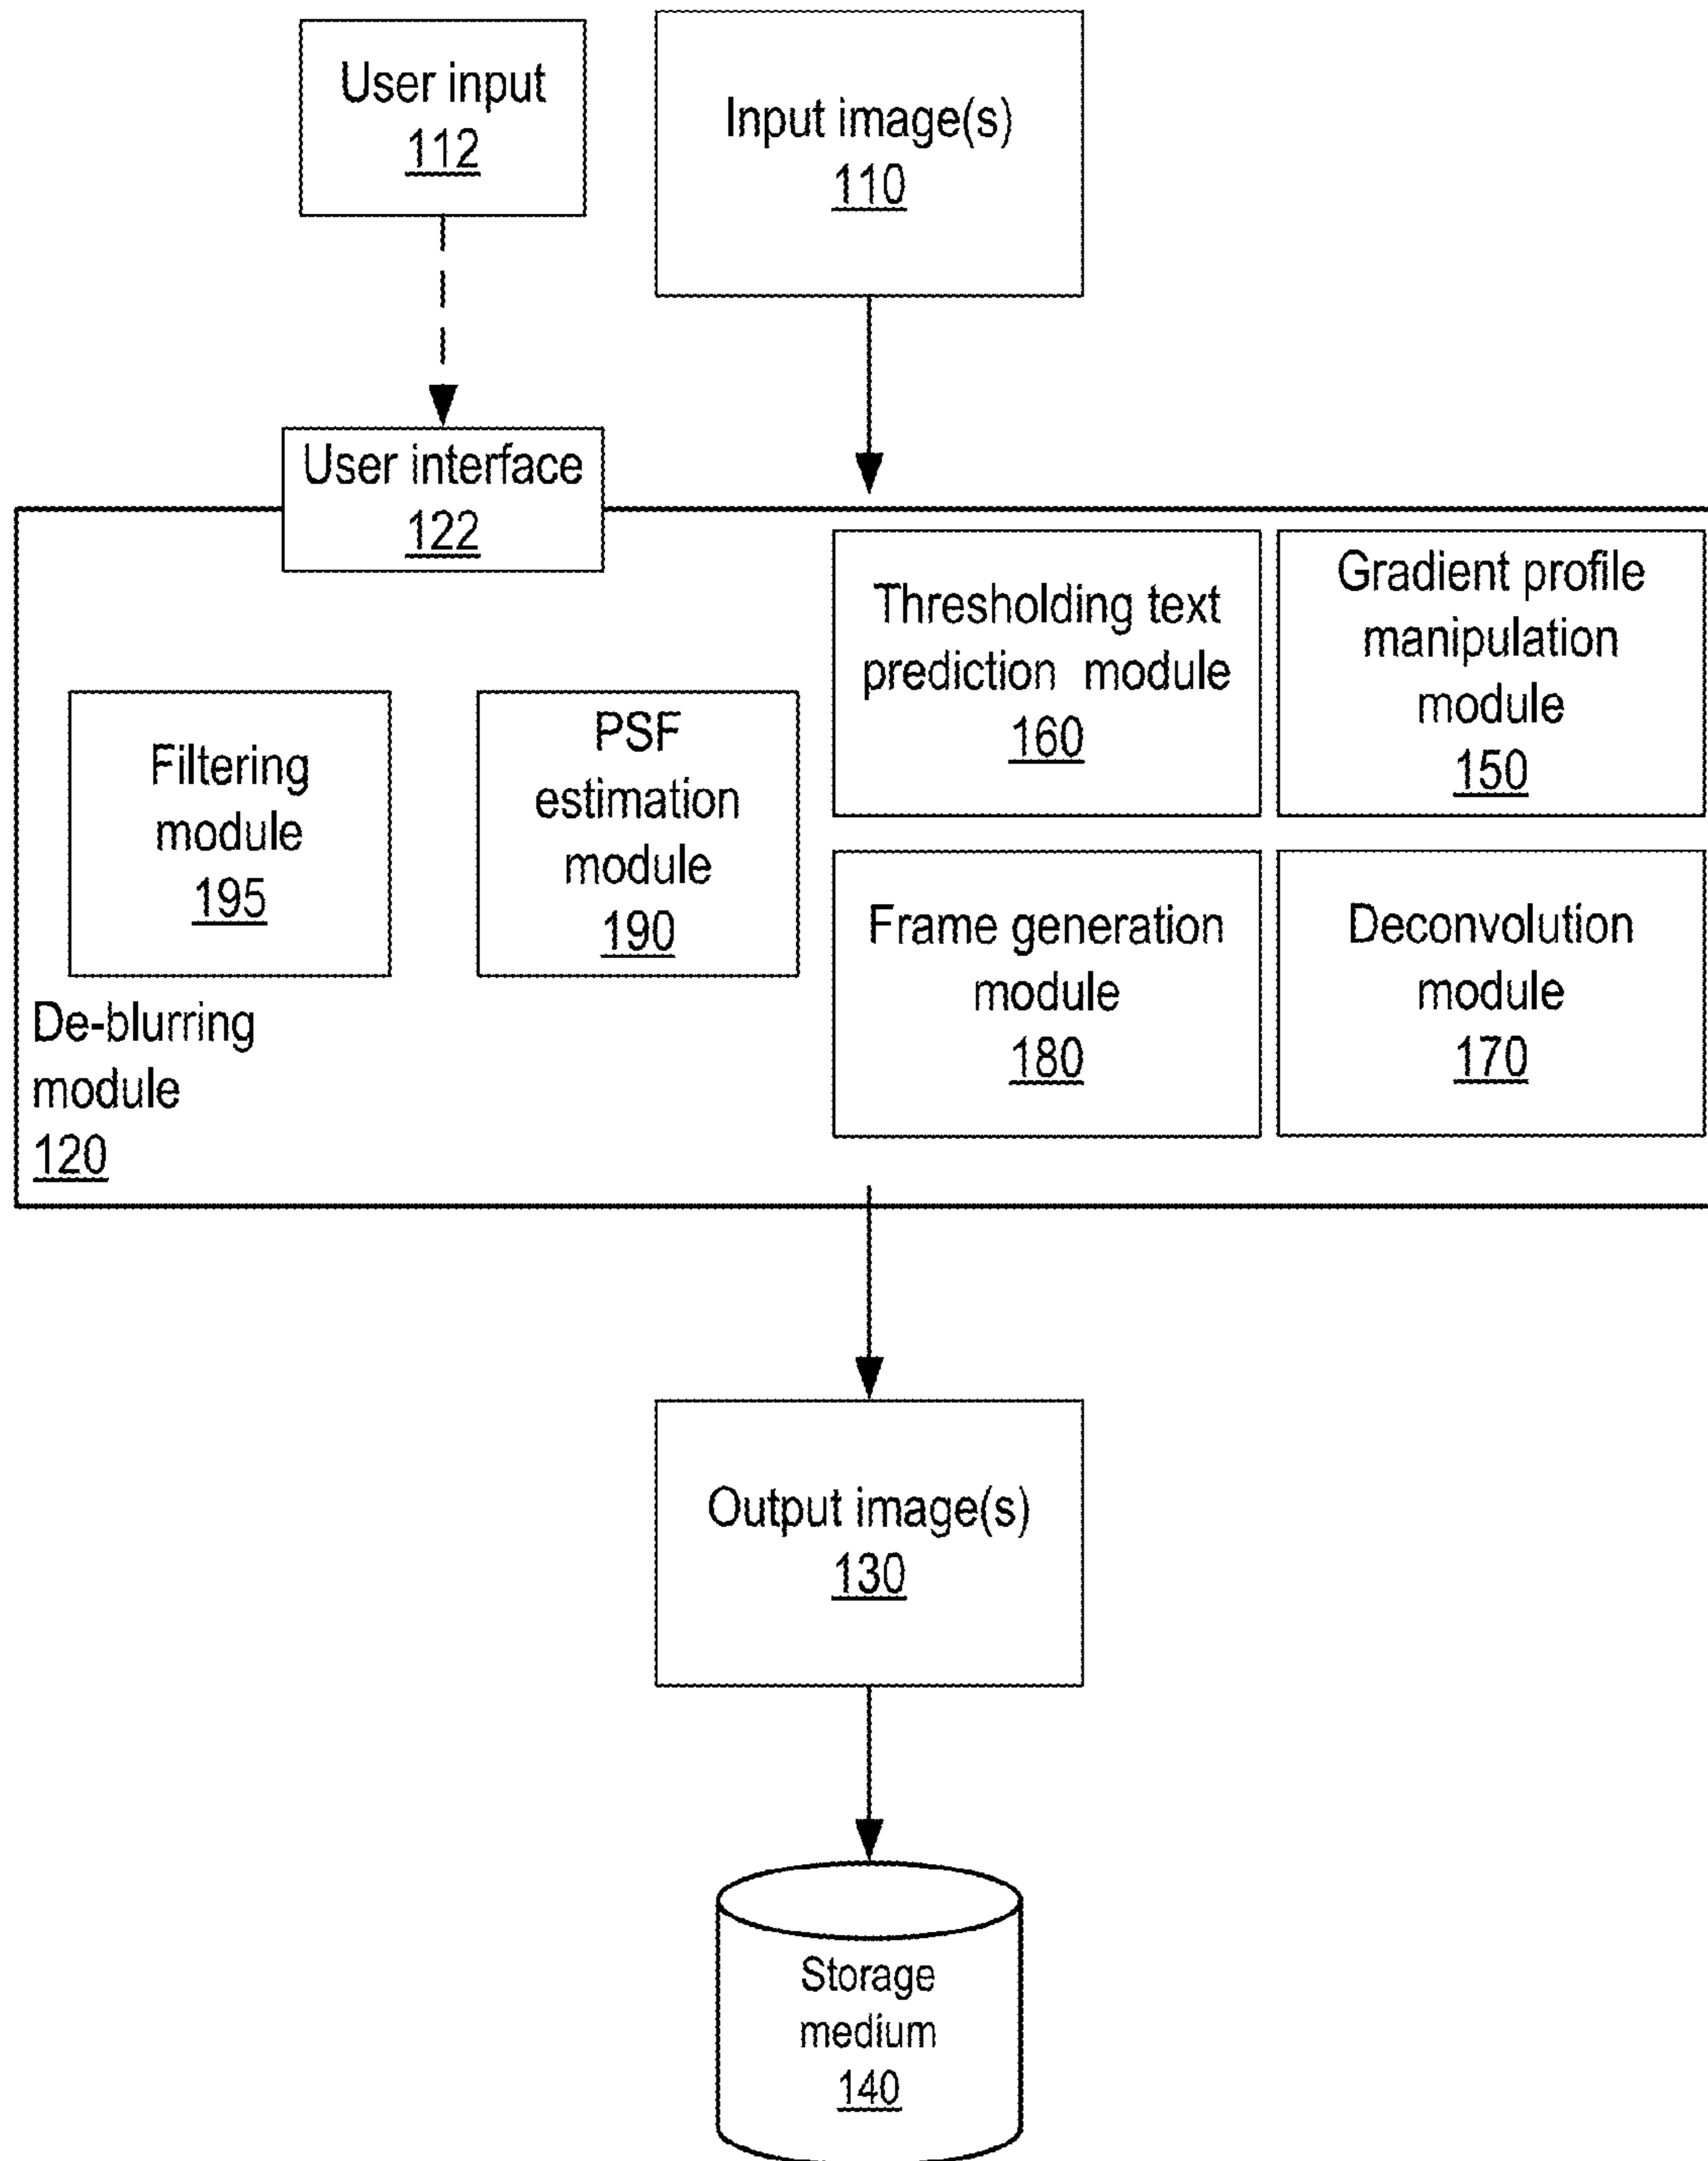 User input
112
Input image(s)
110
User interface
122
Thresholding text
prediction module
160
Gradient profile
manipulation
module
150
Filtering
module
195
PSF
estimation
module
190
Frame generation
module
180
Deconvolution
module
170
De-blurring
module
120
Output image(s)
130
Storage
medium
140